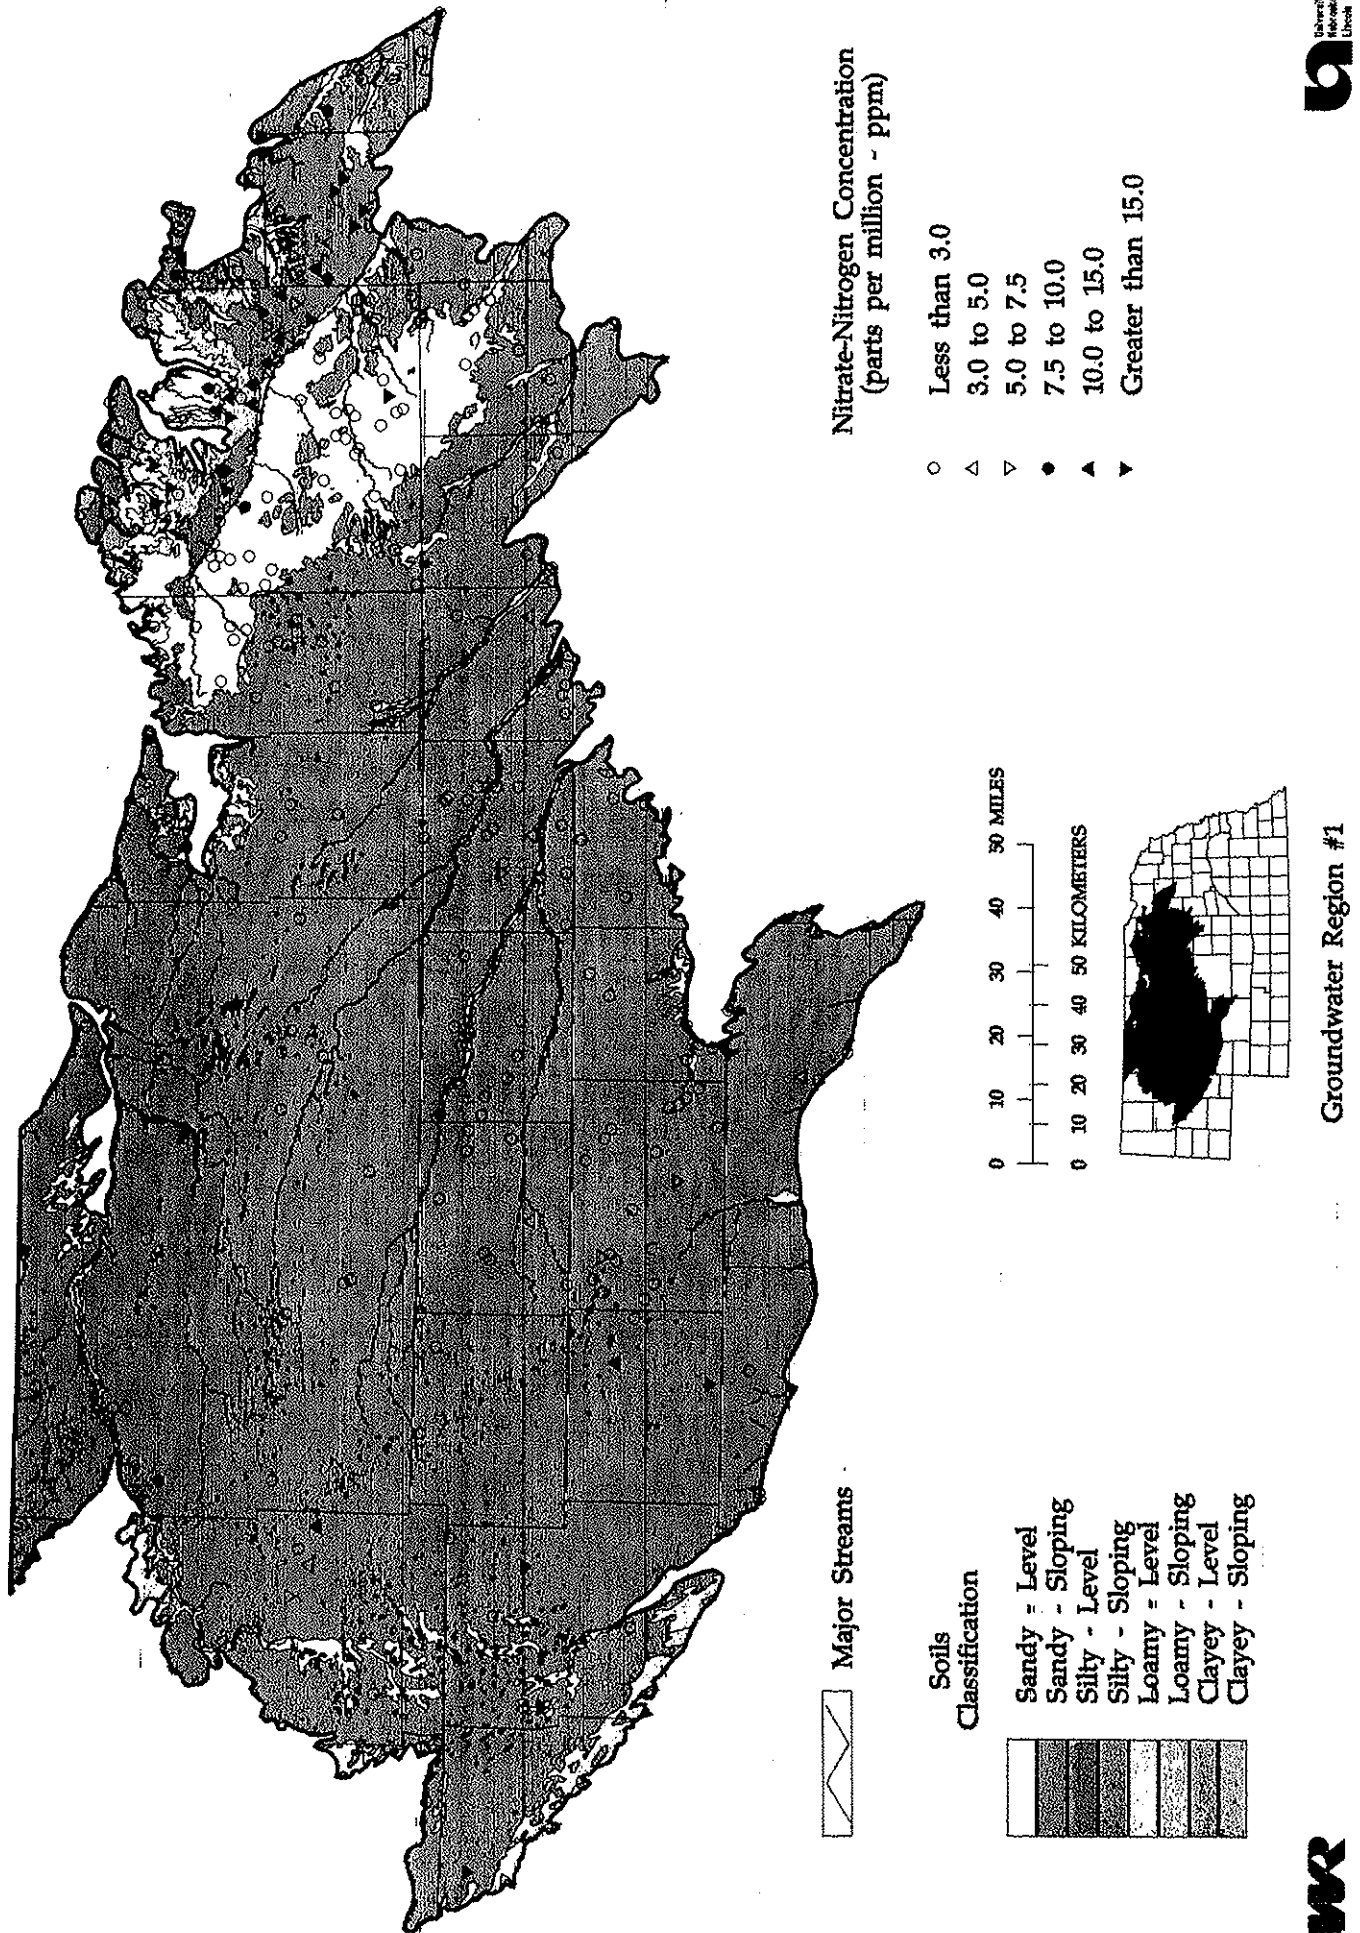 Nitrate-Nitrogen Concentration
(parts per million - ppm)
Less than 3.0
3.0 to 5.0
5.0 to 7.5
7.5 to 10.0
10.0 to 15.0
Greater than 15.0
Major Streams
Soils
Classification
Sandy = Level
Sandy - Sloping
Silty - Level
Silty - Sloping
Loamy = Level
Loamy - Sloping
Clayey - Level
Clayey - Sloping
0 10 20 30 40 50 MILES
0 10 20 30 40 50 KILOMETERS
Groundwater Region #1
Lincoln